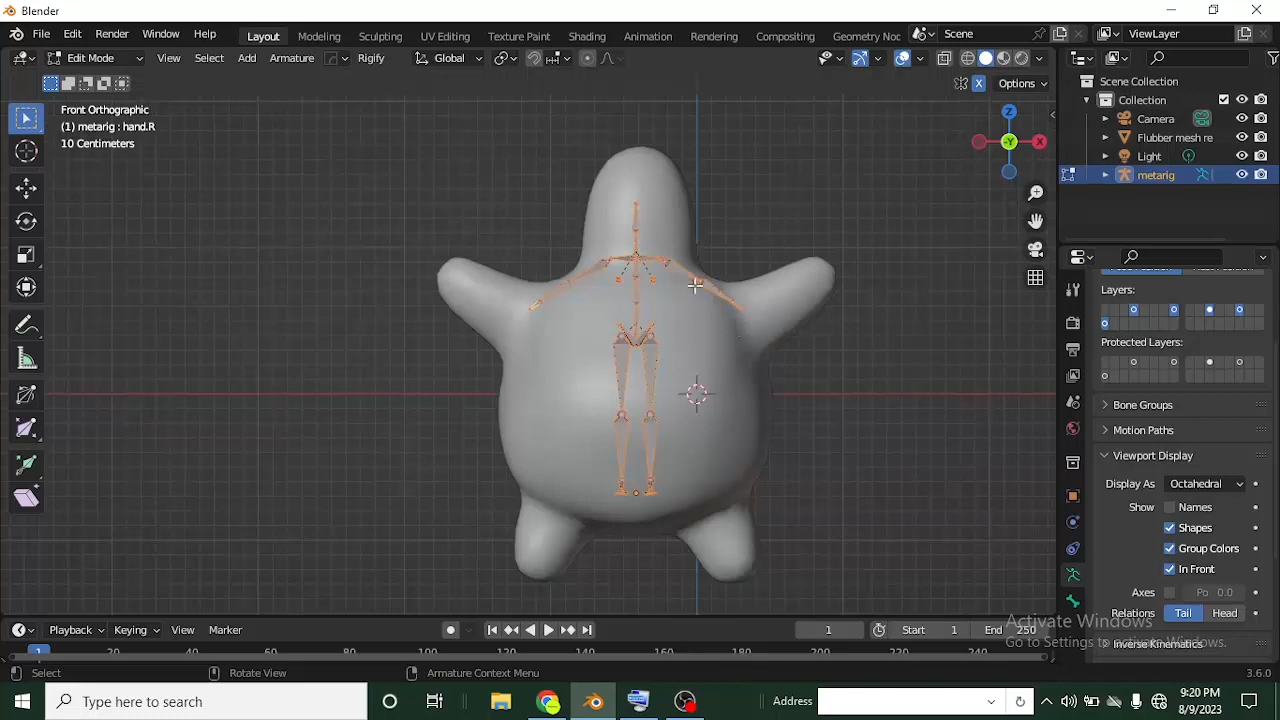 Blender
File Edit Render Window Help Layout Modeling Sculpting UV Editing Texture Paint Shading Animation Rendering Compositing Geometry Noc Scene ViewLayer
Edit Mode View Select Add Armature Rigify Global
X Options
Front Orthographic
(1) metarig : hand.R
10 Centimeters
Z
-Y X
Scene Collection
Collection
Camera
Flubber mesh re
Light
metarig
Layers:
Protected Layers:
Bone Groups
Motion Paths
Viewport Display
Display As Octahedral
Show Names
Shapes
Group Colors
In Front
Axes Po 0.0
Relations Tail Head
Inverse Kinematics
Activate Windows
Go to Settings to activate Windows.
Playback Keying View Marker 1 Start 1 End 250
0 20 40 60 80 100 120 140 160 180 200 220 240
Select Rotate View Armature Context Menu 3.6.0
Type here to search Address 9:20 PM
8/9/2023